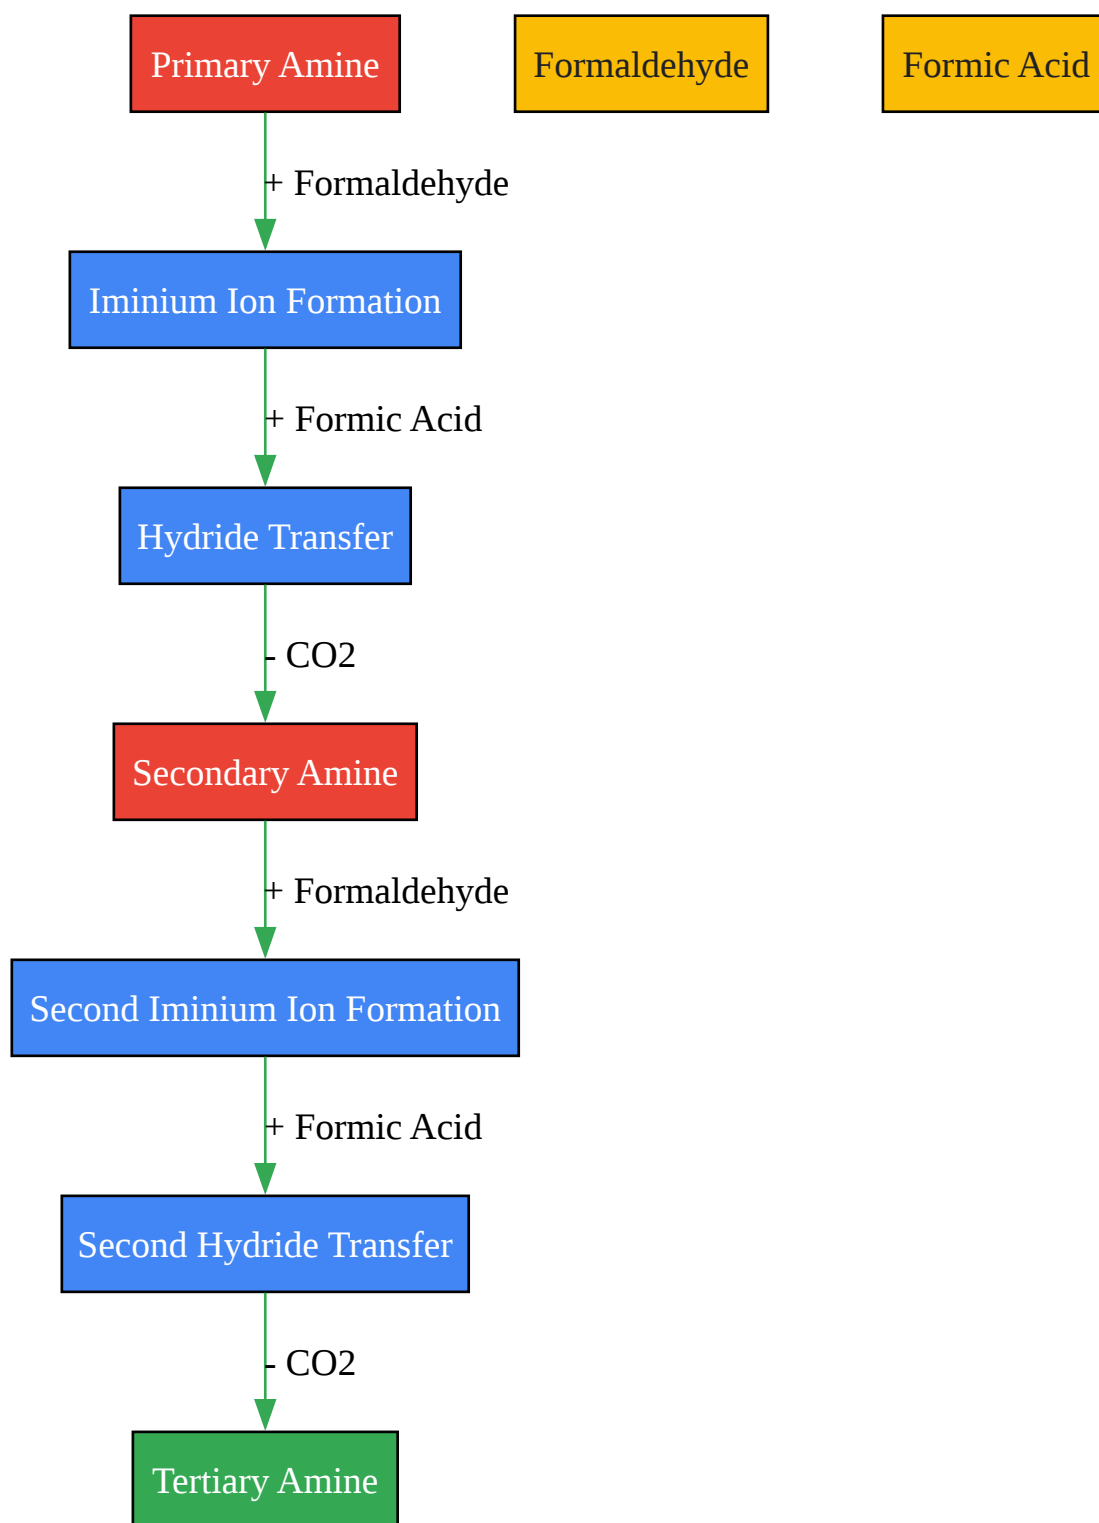 Primary Amine
Formaldehyde
Formic Acid
+ Formaldehyde
Iminium Ion Formation
+ Formic Acid
Hydride Transfer
- CO2
Secondary Amine
+ Formaldehyde
Second Iminium Ion Formation
+ Formic Acid
Second Hydride Transfer
- CO2
Tertiary Amine